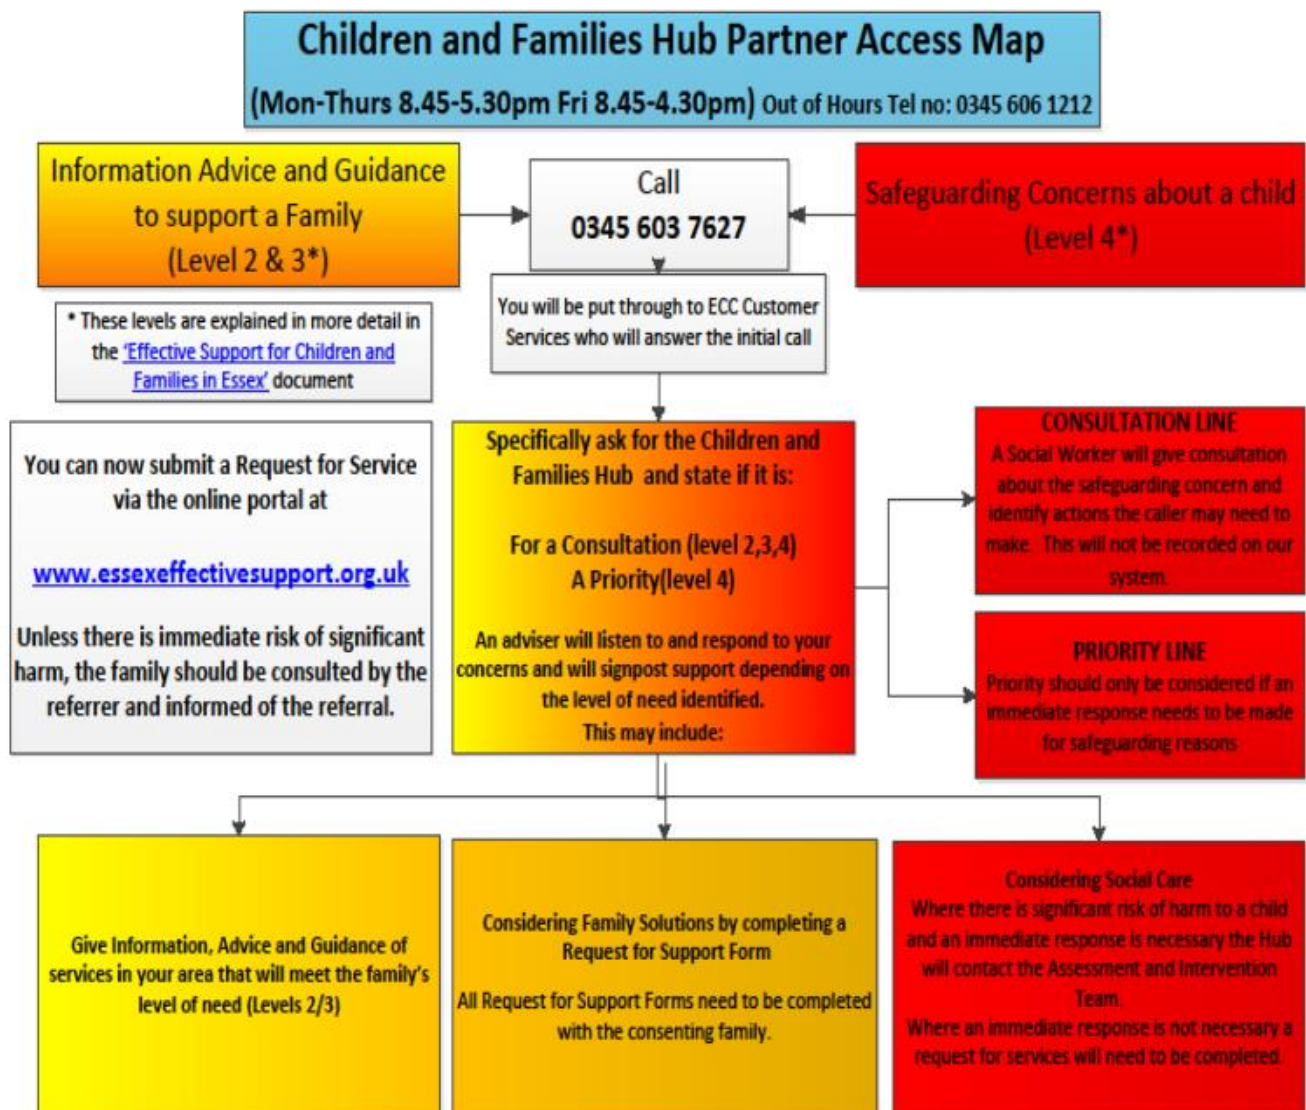 Children and Families Hub Partner Access Map
(Mon-Thurs 8.45-5.30pm Fri 8.45-4.30pm) Out of Hours Tel no: 0345 606 1212
Information Advice and Guidance
to support a Family
(Level 2 & 3*)
Call
0345 603 7627
Safeguarding Concerns about a child
(Level 4*)
* These levels are explained in more detail in
the 'Effective Support for Children and
Families in Essex' document
You will be put through to ECC Customer
Services who will answer the initial call
You can now submit a Request for Service
via the online portal at
www.essexeffectivesupport.org.uk
Unless there is immediate risk of significant
harm, the family should be consulted by the
referrer and informed of the referral.
Specifically ask for the Children and
Families Hub and state if it is:
For a Consultation (level 2,3,4)
A Priority(level 4)
An adviser will listen to and respond to your
concerns and will signpost support depending on
the level of need identified.
This may include:
CONSULTATION LINE
A Social Worker will give consultation
about the safeguarding concern and
identify actions the caller may need to
make. This will not be recorded on our
system.
PRIORITY LINE
Priority should only be considered if an
immediate response needs to be made
for safeguarding reasons
Give Information, Advice and Guidance of
services in your area that will meet the family's
level of need (Levels 2/3)
Considering Family Solutions by completing a
Request for Support Form
All Request for Support Forms need to be completed
with the consenting family.
Considering Social Care
Where there is significant risk of harm to a child
and an immediate response is necessary the Hub
will contact the Assessment and Intervention
Team.
Where an immediate response is not necessary a
request for services will need to be completed.